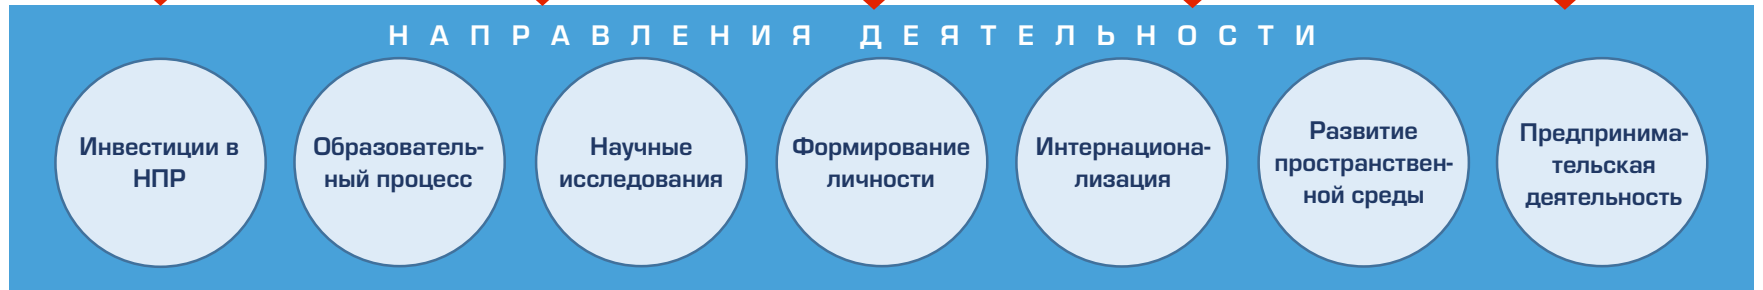 НАПРАВЛЕНИЯ ДЕЯТЕЛЬНОСТИ
Инвестиции в
НПР
Образователь-
ный процесс
Научные
исследования
Формирование
личности
Интернациона-
лизация
Развитие
пространствен-
ной среды
Предпринима-
тельская
деятельность